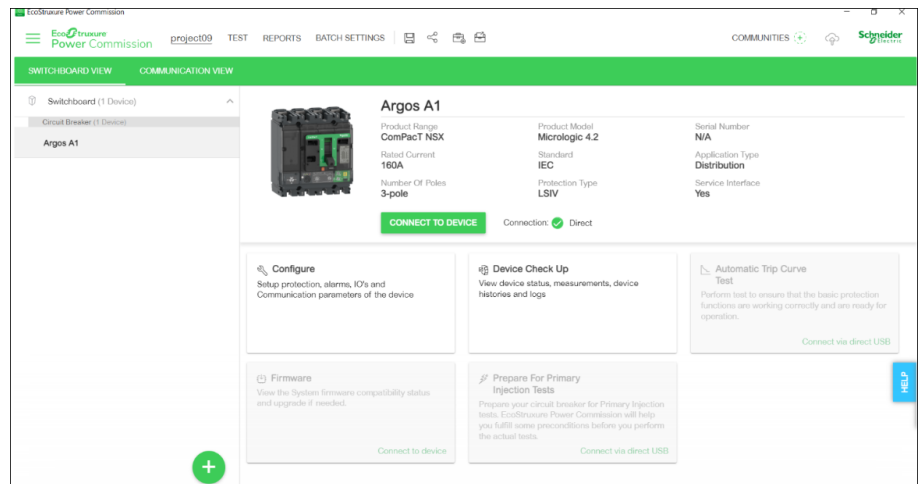 EcoStruxure Power Commission
EcoStruxure
Power Commission
project09
TEST
REPORTS
BATCH SETTINGS
COMMUNITIES
Schneider
Electric
SWITCHBOARD VIEW
COMMUNICATION VIEW
Switchboard (1 Device)
Circuit Breaker (1 Device)
Argos A1
Argos A1
Product Range
ComPacT NSX
Product Model
Micrologic 4.2
Serial Number
N/A
Rated Current
160A
Standard
IEC
Application Type
Distribution
Number Of Poles
3-pole
Protection Type
LSIV
Service Interface
Yes
CONNECT TO DEVICE
Connection: Direct
Configure
Setup protection, alarms, IO's and
Communication parameters of the device
Device Check Up
View device status, measurements, device
histories and logs
Automatic Trip Curve
Test
Perform test to ensure that the basic protection
functions are working correctly and are ready for
operation.
Connect via direct USB
Firmware
View the System firmware compatibility status
and upgrade if needed.
Connect to device
Prepare For Primary
Injection Tests
Prepare your circuit breaker for Primary Injection
tests. EcoStruxure Power Commission will help
you fulfill some preconditions before you perform
the actual tests.
Connect via direct USB
HELP